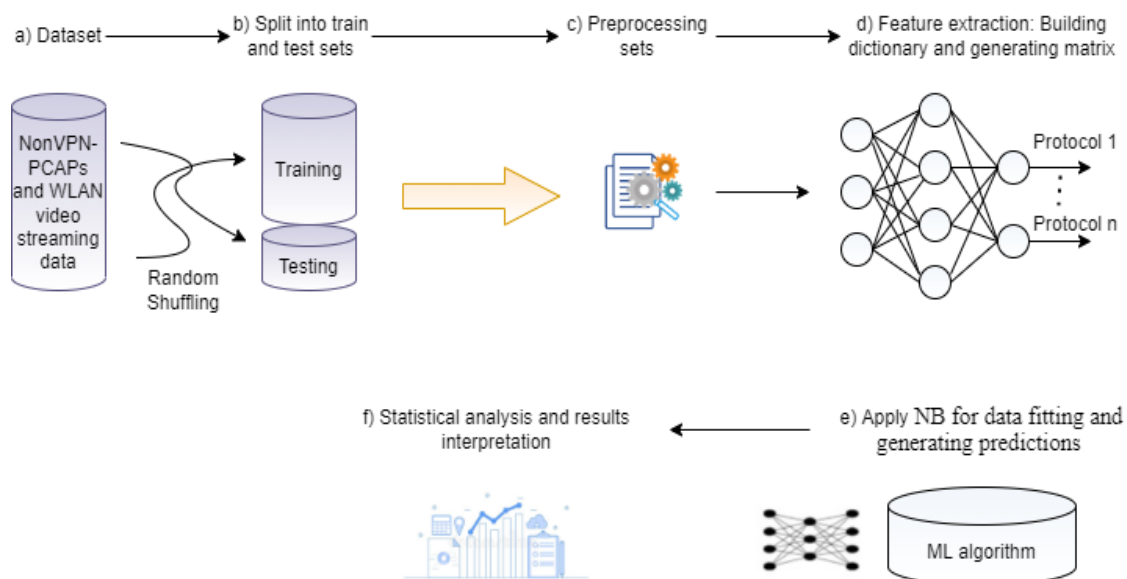 a) Dataset
b) Split into train
and test sets
c) Preprocessing
sets
d) Feature extraction: Building
dictionary and generating matrix
NonVPN-
PCAPs
and WLAN
video
streaming
data
Random
Shuffling
Training
Testing
Protocol 1
Protocol n
f) Statistical analysis and results
interpretation
e) Apply NB for data fitting and
generating predictions
ML algorithm